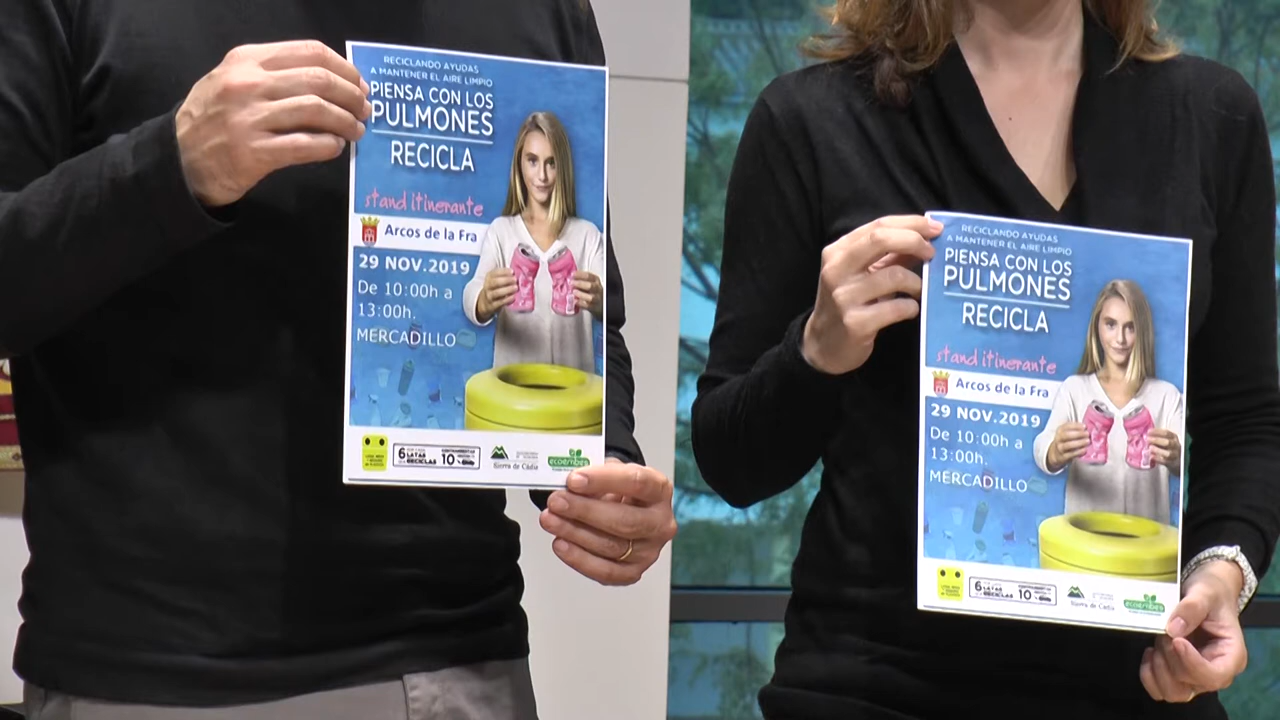 RECICLANDO AYUDAS
A MANTENER EL AIRE LIMPIO
PIENSA CON LOS
PULMONES
RECICLA
stand itinerante
Arcos de la Fra
29 NOV.2019
De 10:00h a
13:00h.
MERCADILLO
6 LATAS
RECICLAS
10
Sierra de Cádiz
ecoembes
RECICLANDO AYUDAS
A MANTENER EL AIRE LIMPIO
PIENSA CON LOS
PULMONES
RECICLA
stand itinerante
Arcos de la Fra
29 NOV.2019
De 10:00h a
13:00h.
MERCADILLO
6 LATAS
RECICLAS
10
Sierra de Cádiz
ecoembes